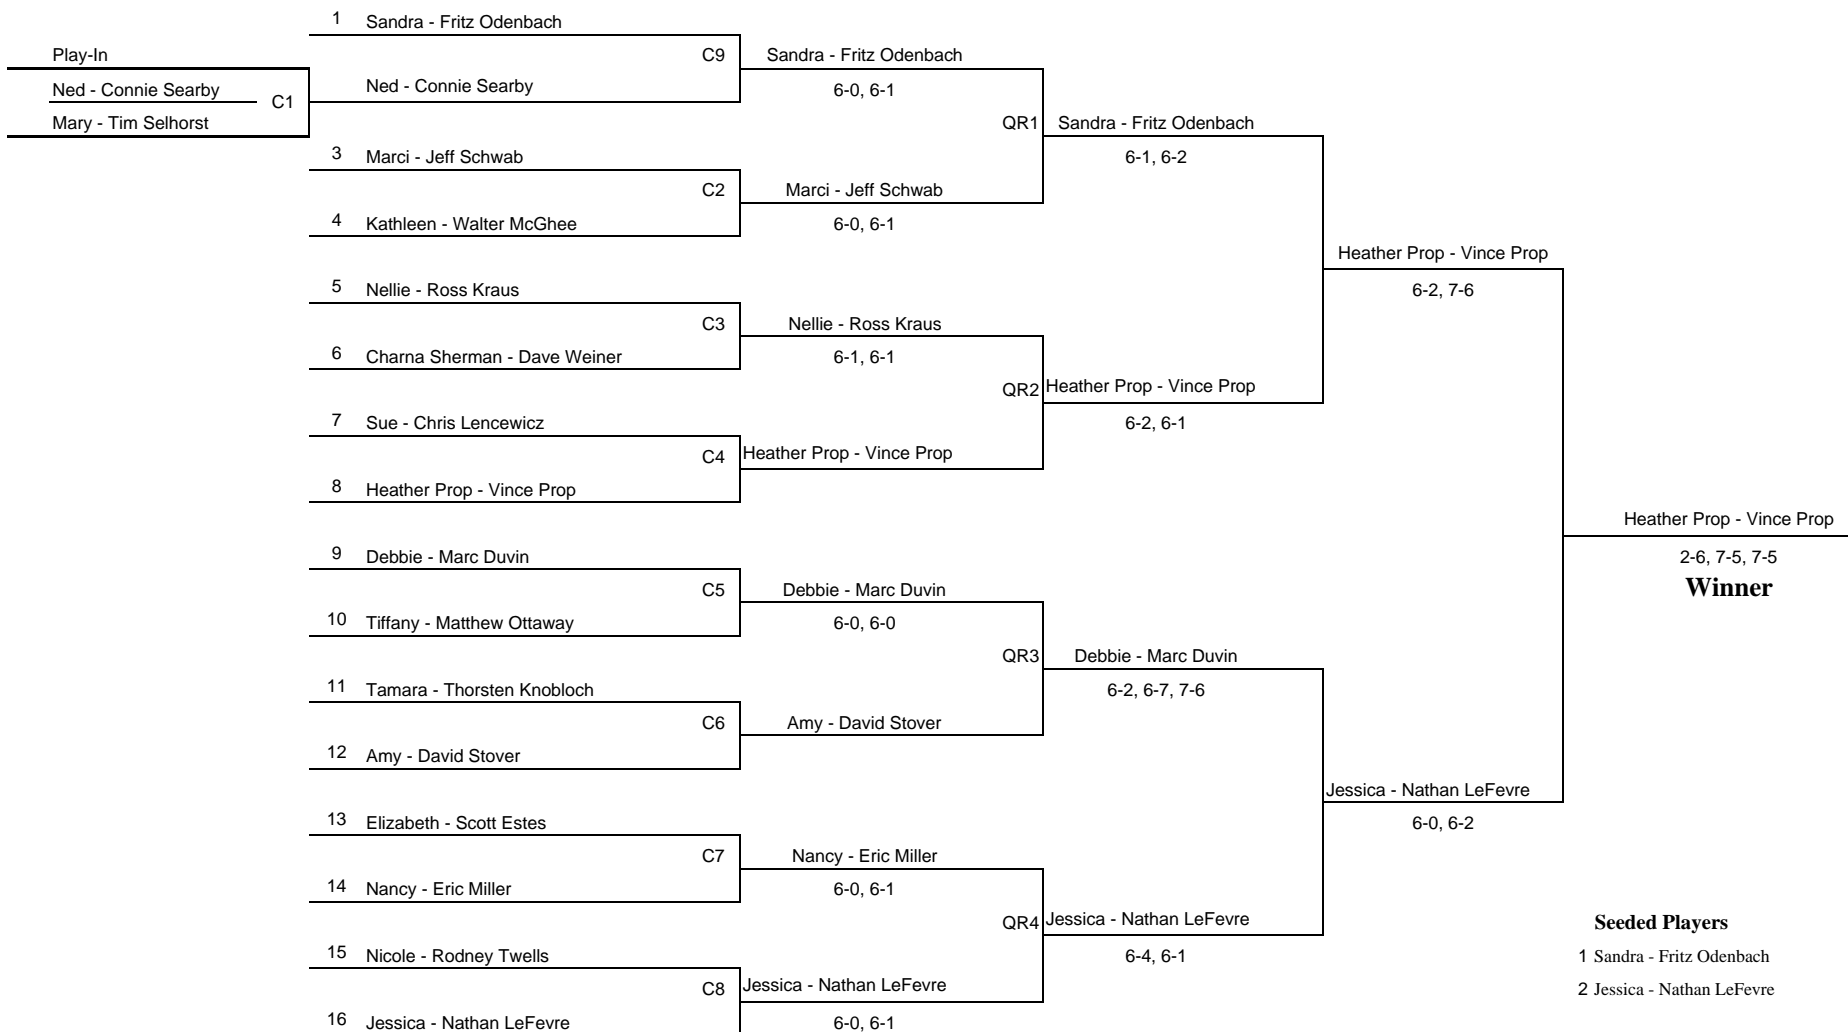 1 Sandra - Fritz Odenbach
Play-In
C9
Sandra - Fritz Odenbach
Ned - Connie Searby
C1
Ned - Connie Searby
6-0, 6-1
Mary - Tim Selhorst
QR1
Sandra - Fritz Odenbach
3 Marci - Jeff Schwab
6-1, 6-2
C2
Marci - Jeff Schwab
4 Kathleen - Walter McGhee
6-0, 6-1
Heather Prop - Vince Prop
5 Nellie - Ross Kraus
6-2, 7-6
C3
Nellie - Ross Kraus
6 Charna Sherman - Dave Weiner
6-1, 6-1
QR2
Heather Prop - Vince Prop
7 Sue - Chris Lencewicz
6-2, 6-1
C4
Heather Prop - Vince Prop
8 Heather Prop - Vince Prop
Heather Prop - Vince Prop
9 Debbie - Marc Duvin
2-6, 7-5, 7-5
Winner
C5
Debbie - Marc Duvin
10 Tiffany - Matthew Ottaway
6-0, 6-0
QR3
Debbie - Marc Duvin
11 Tamara - Thorsten Knobloch
6-2, 6-7, 7-6
C6
Amy - David Stover
12 Amy - David Stover
Jessica - Nathan LeFevre
13 Elizabeth - Scott Estes
6-0, 6-2
C7
Nancy - Eric Miller
14 Nancy - Eric Miller
6-0, 6-1
QR4
Jessica - Nathan LeFevre
Seeded Players
15 Nicole - Rodney Twells
6-4, 6-1
1 Sandra - Fritz Odenbach
C8
Jessica - Nathan LeFevre
2 Jessica - Nathan LeFevre
16 Jessica - Nathan LeFevre
6-0, 6-1